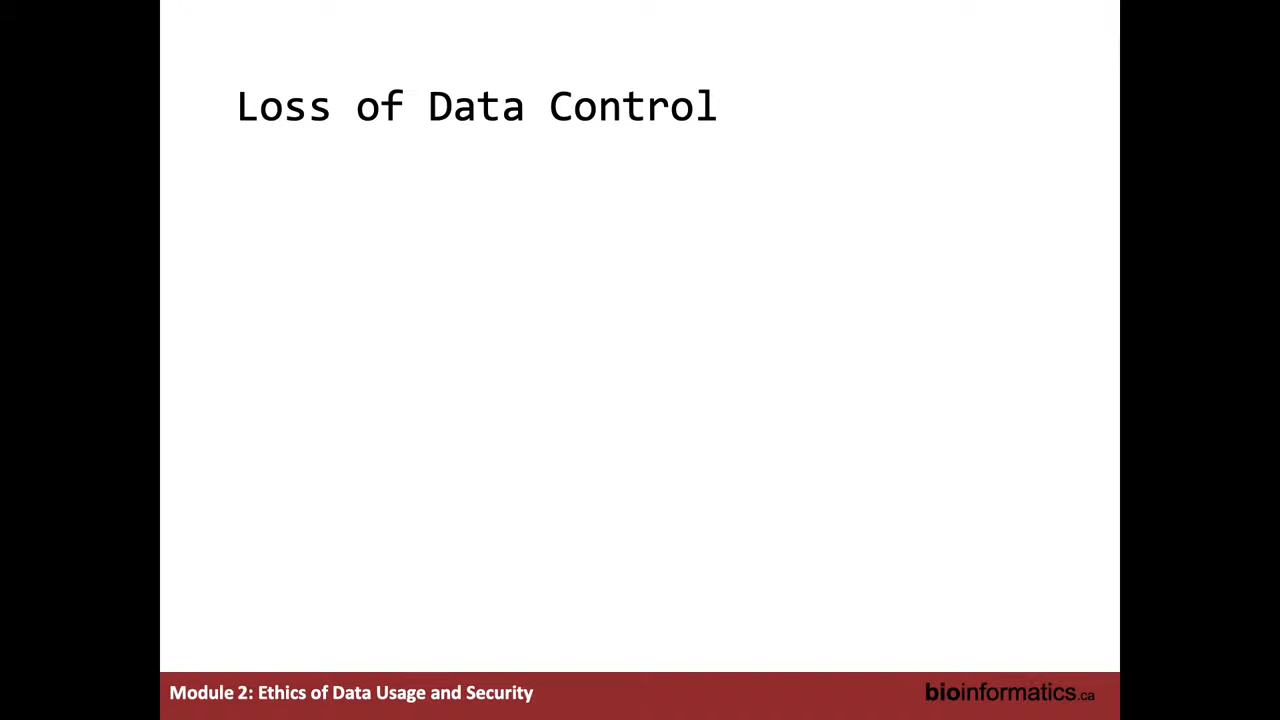 Loss of Data Control
Module 2: Ethics of Data Usage and Security
bioinformatics.ca